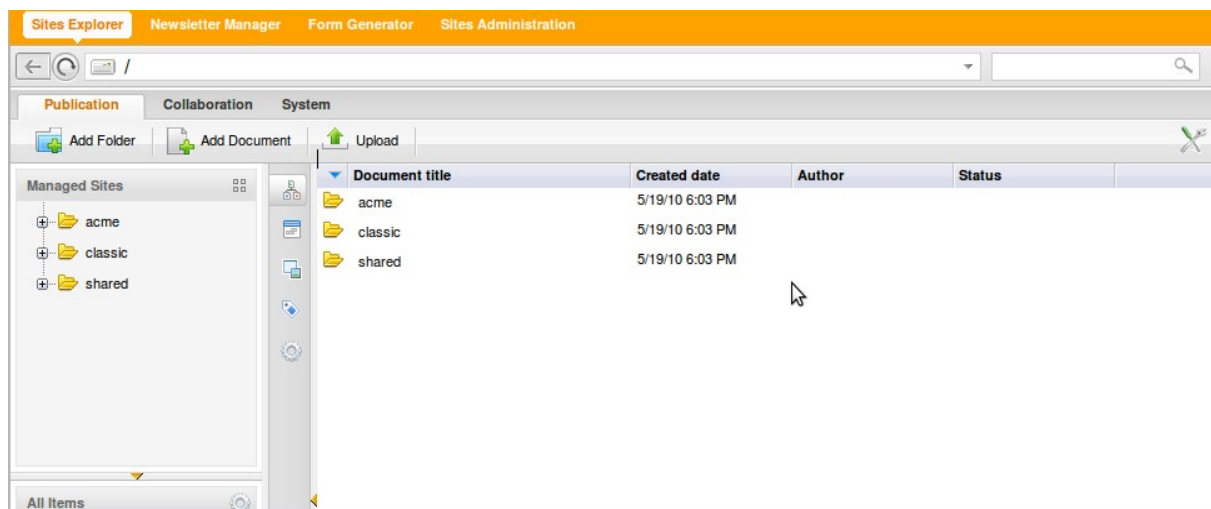 Sites Explorer Newsletter Manager Form Generator Sites Administration
/
Publication Collaboration System
Add Folder Add Document Upload
Managed Sites
acme
classic
shared
Document title Created date Author Status
acme 5/19/10 6:03 PM
classic 5/19/10 6:03 PM
shared 5/19/10 6:03 PM
All Items